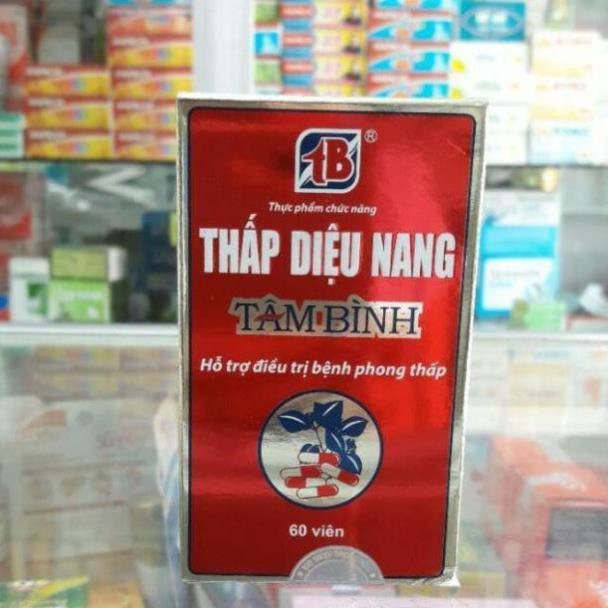 tB®
Thực phẩm chức năng
THẤP DIỆU NANG
TÂM BÌNH
Hỗ trợ điều trị bệnh phong thấp
60 viên